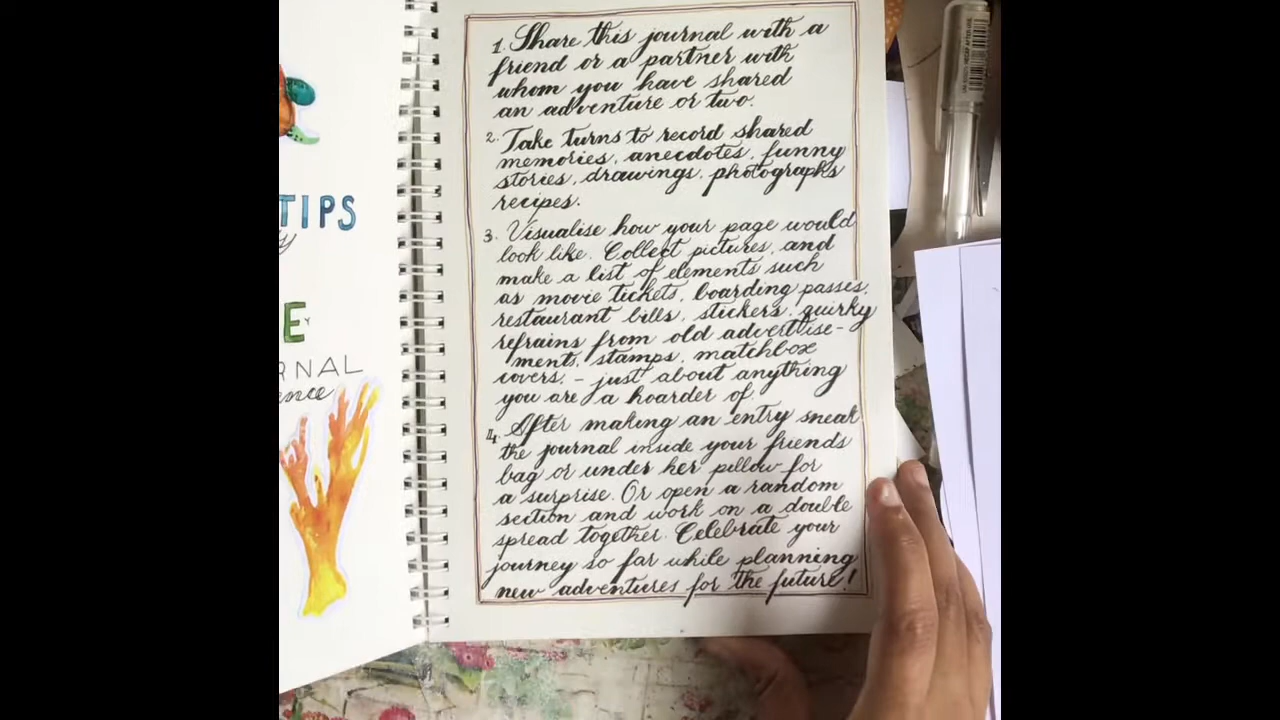 TIPS
E
RNAL
ence
1. Share this journal with a
friend or a partner with
whom you have shared
an adventure or two.
2. Take turns to record shared
memories, anecdotes, funny
stories, drawings, photographs
recipes.
3. Visualise how your page would
look like. Collect pictures, and
make a list of elements such
as movie tickets, boarding passes,
restaurant bills, stickers, quirky
refrains from old advertise-
ments, stamps, matchbox
covers, - just about anything
you are a hoarder of.
4. After making an entry sneak
the journal inside your friends
bag or under her pillow for
a surprise. Or open a random
section and work on a double
spread together. Celebrate your
journey so far while planning
new adventures for the future!